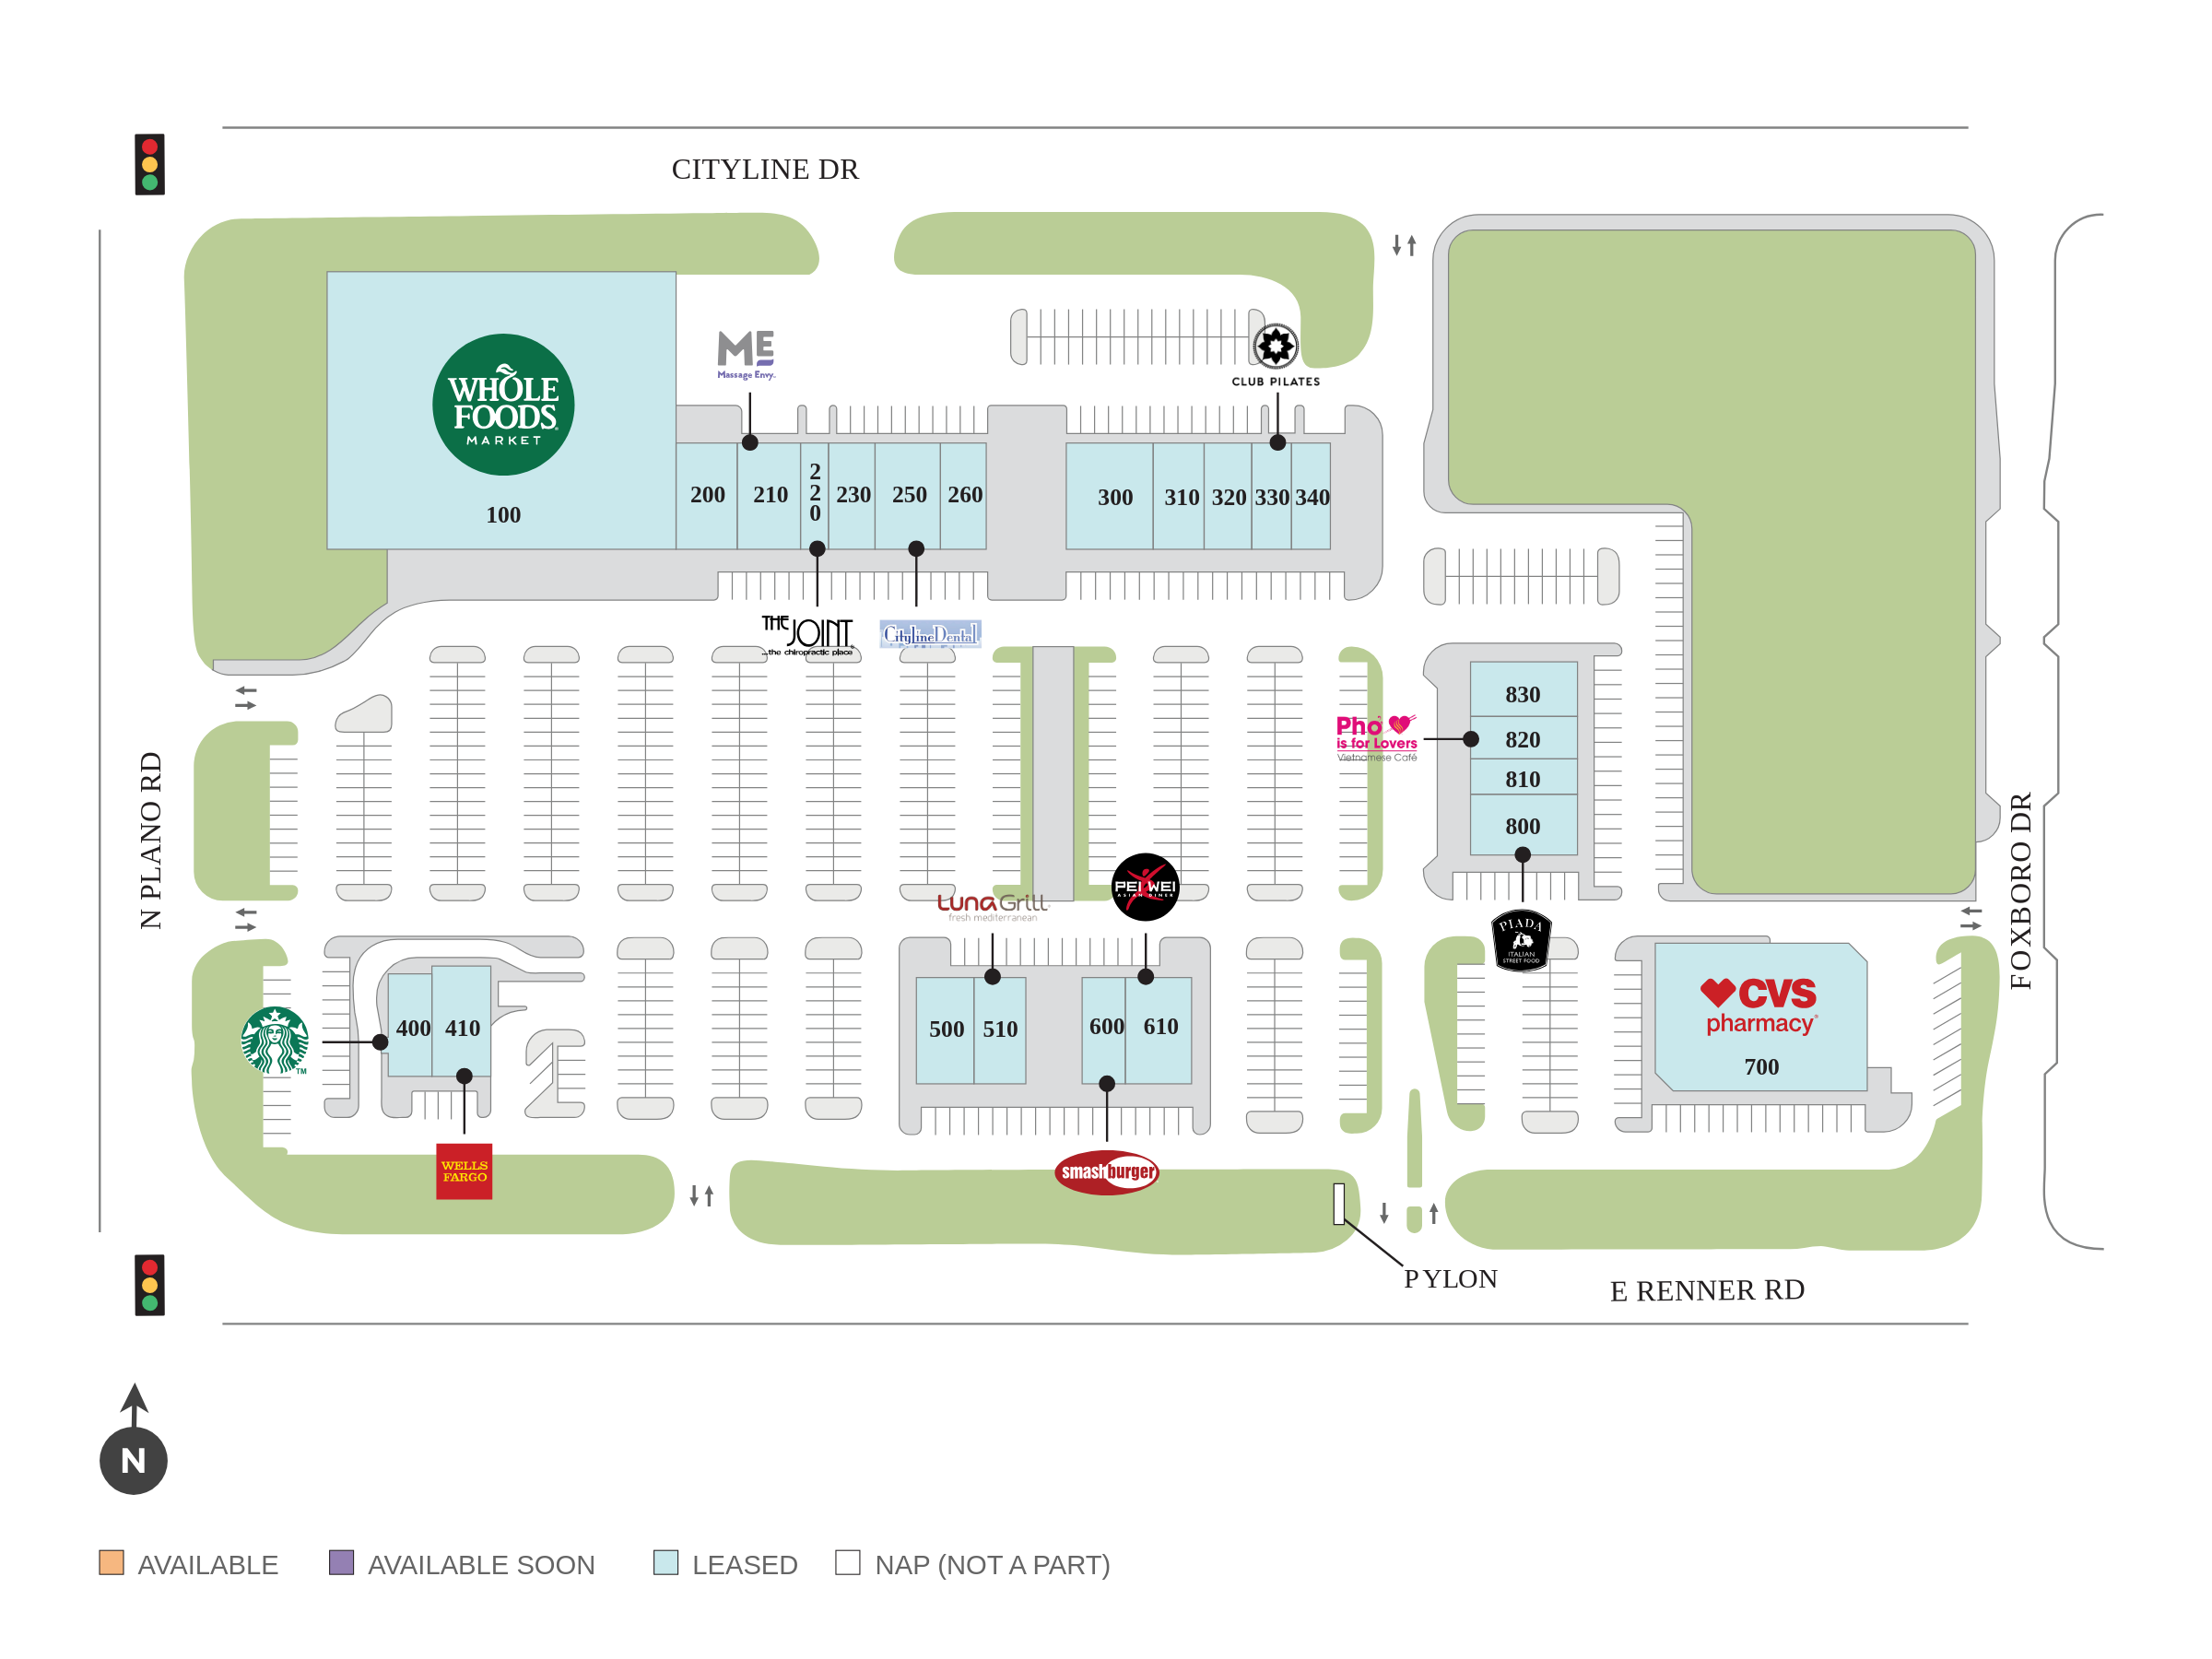 CITYLINE DR
WHOLE
FOODS
MARKET
100
ME
Massage Envy.
CLUB PILATES
200
210
220
230
250
260
300
310
320
330
340
THE JOINT
...the chiropractic place
CitylineDental
N PLANO RD
FOXBORO DR
Pho
is for Lovers
Vietnamese Café
830
820
810
800
Luna Grill
fresh mediterranean
PEI WEI
ASIAN DINER
PIADA
ITALIAN
STREET FOOD
TM
400
410
500
510
600
610
CVS
pharmacy
700
WELLS
FARGO
smashburger
PYLON
E RENNER RD
N
AVAILABLE
AVAILABLE SOON
LEASED
NAP (NOT A PART)